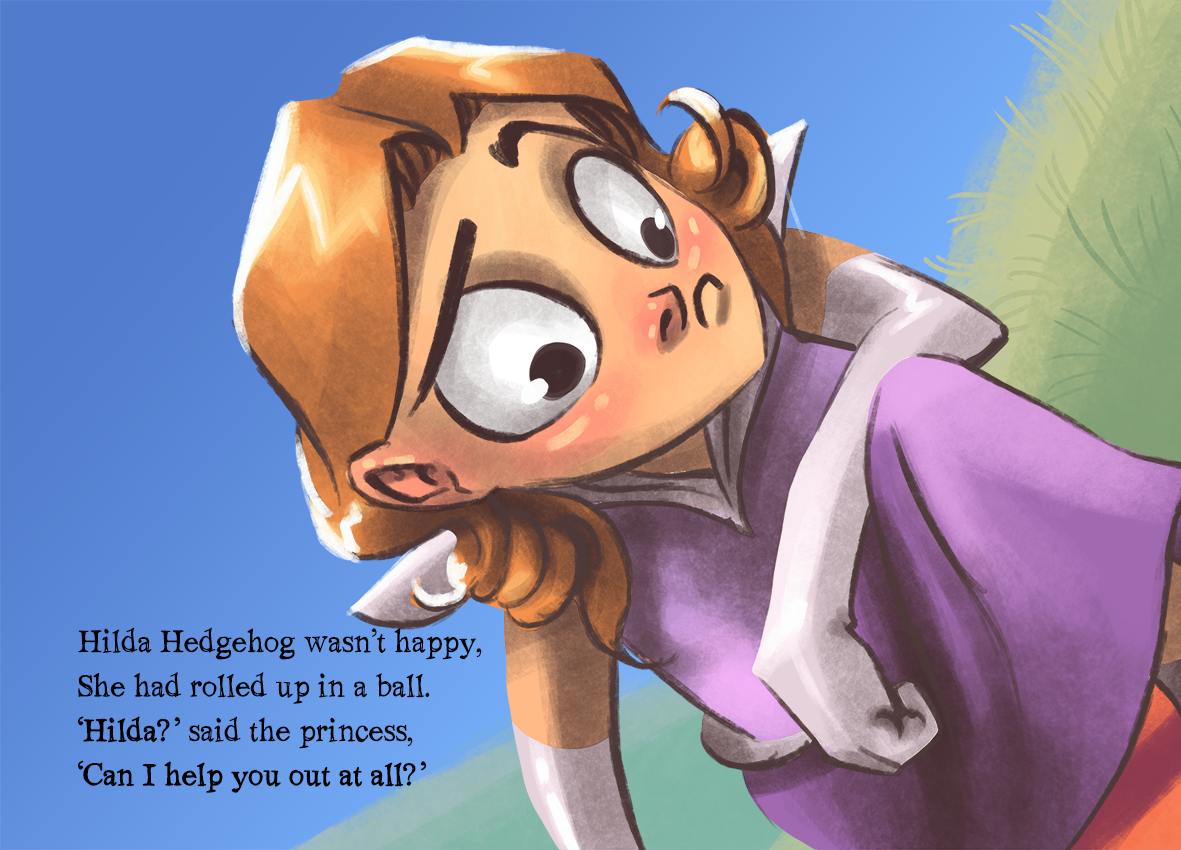 Hilda Hedgehog wasn’t happy,
She had rolled up in a ball.
‘Hilda?’ said the princess,
‘Can I help you out at all?’